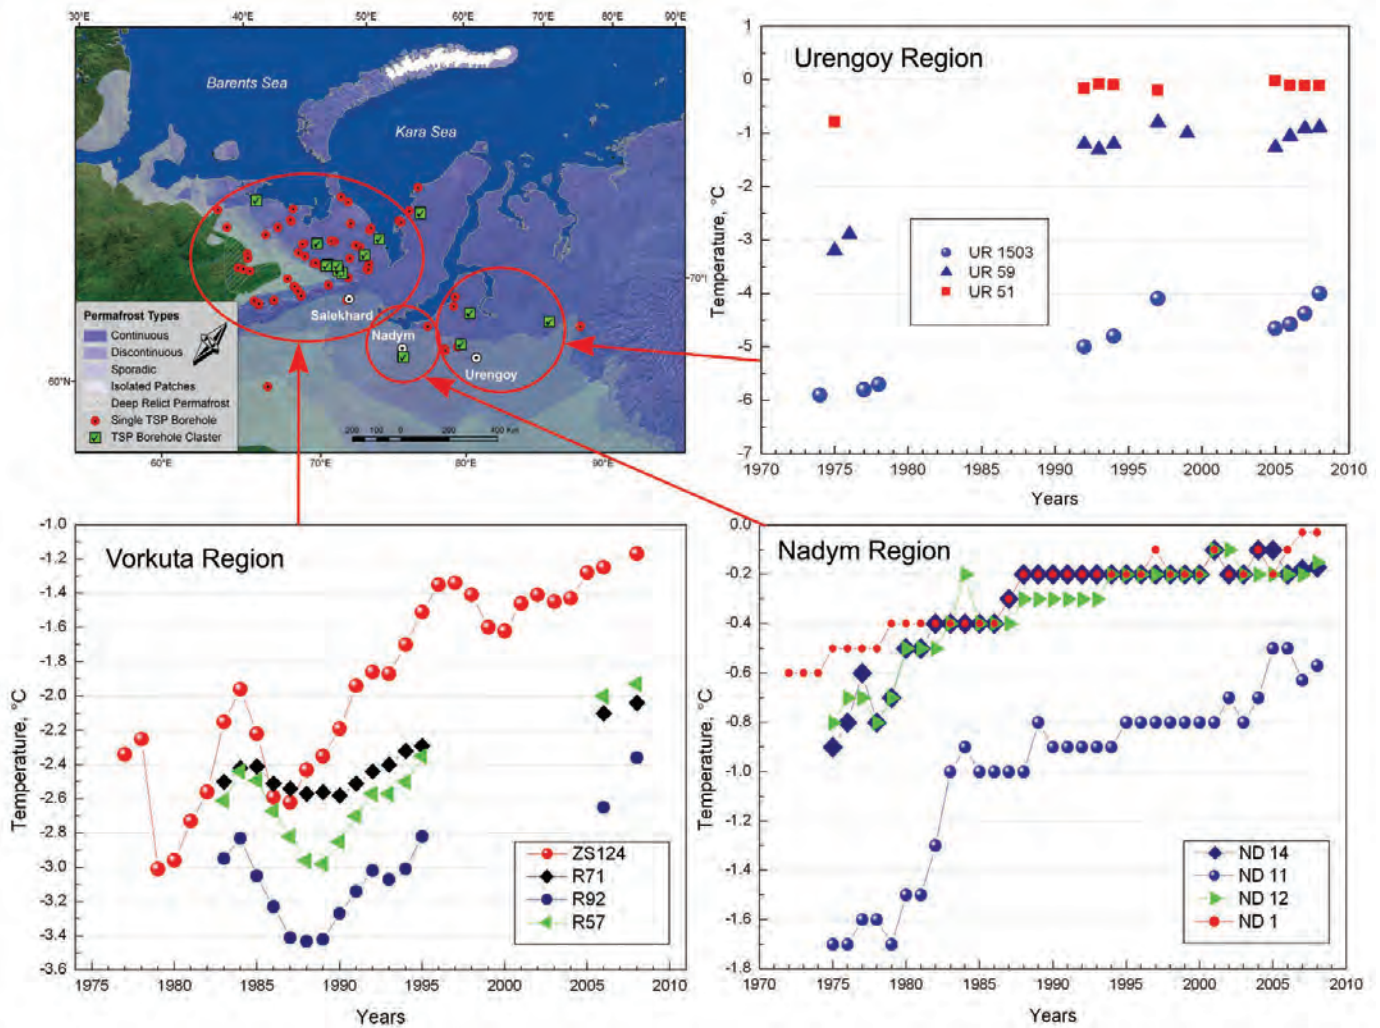 30°E 40°E 50°E 60°E 70°E 80°E
Barents Sea
Kara Sea
70°I
Salekhard
Nadym
Urengoy
Permafrost Types
Continuous
Discontinuous
Sporadic
Isolated Patches
Deep Relict Permafrost
Single TSP Borehole
TSP Borehole Claster
60°N
200 100 0 200 400 Km
60°E 70°E 80°E 90°E
Urengoy Region
Temperature, °C
1
0
-1
-2
-3
-4
-5
-6
-7
UR 1503
UR 59
UR 51
1970 1975 1980 1985 1990 1995 2000 2005 2010
Years
Vorkuta Region
Temperature, °C
-1.0
-1.2
-1.4
-1.6
-1.8
-2.0
-2.2
-2.4
-2.6
-2.8
-3.0
-3.2
-3.4
-3.6
ZS124
R71
R92
R57
1975 1980 1985 1990 1995 2000 2005 2010
Years
Nadym Region
Temperature, °C
0.0
-0.2
-0.4
-0.6
-0.8
-1.0
-1.2
-1.4
-1.6
-1.8
ND 14
ND 11
ND 12
ND 1
1970 1975 1980 1985 1990 1995 2000 2005 2010
Years